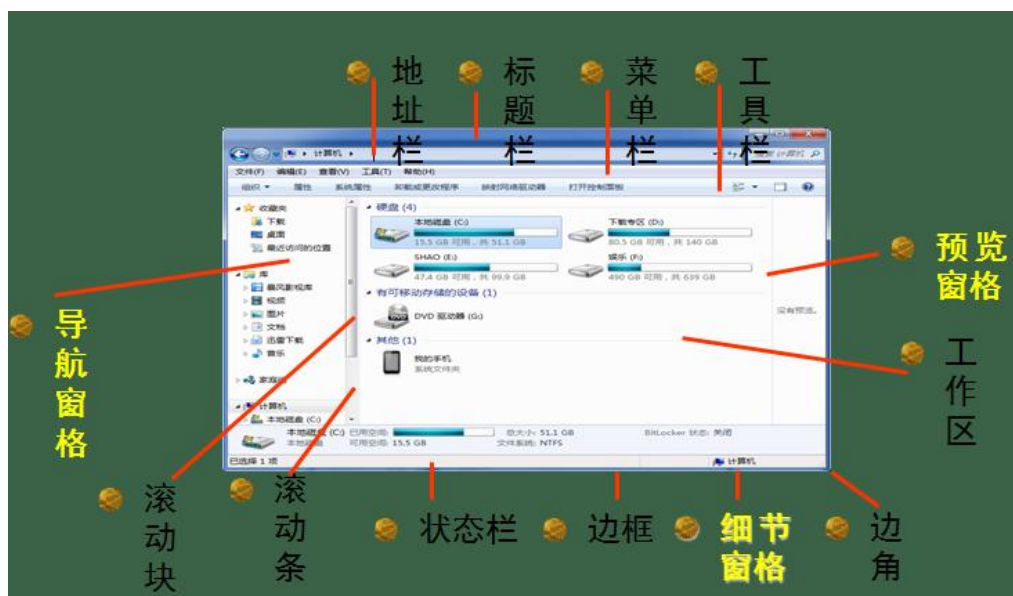 地址栏
标题栏
菜单栏
工具栏
计算机
文件(F) 编辑(E) 查看(V) 工具(T) 帮助(H)
组织 属性 系统属性 卸载或更改程序 映射网络驱动器 打开控制面板
收藏夹
下载
桌面
最近访问的位置
库
暴风影视库
视频
图片
文档
迅雷下载
音乐
计算机
本地磁盘 (C:)
硬盘 (4)
本地磁盘 (C:)
15.5 GB 可用,共 51.1 GB
下载专区 (D:)
80.5 GB 可用,共 140 GB
SHAO (E:)
47.4 GB 可用,共 99.9 GB
娱乐 (F:)
490 GB 可用,共 639 GB
有可移动存储的设备 (1)
DVD 驱动器 (G:)
其他 (1)
我的手机
系统文件夹
没有预览。
本地磁盘 (C:) 已用空间: 总大小: 51.1 GB BitLocker 状态: 关闭
本地磁盘 可用空间: 15.5 GB 文件系统: NTFS
已选择 1 项
计算机
预览窗格
导航窗格
工作区
滚动块
滚动条
状态栏
边框
细节窗格
边角